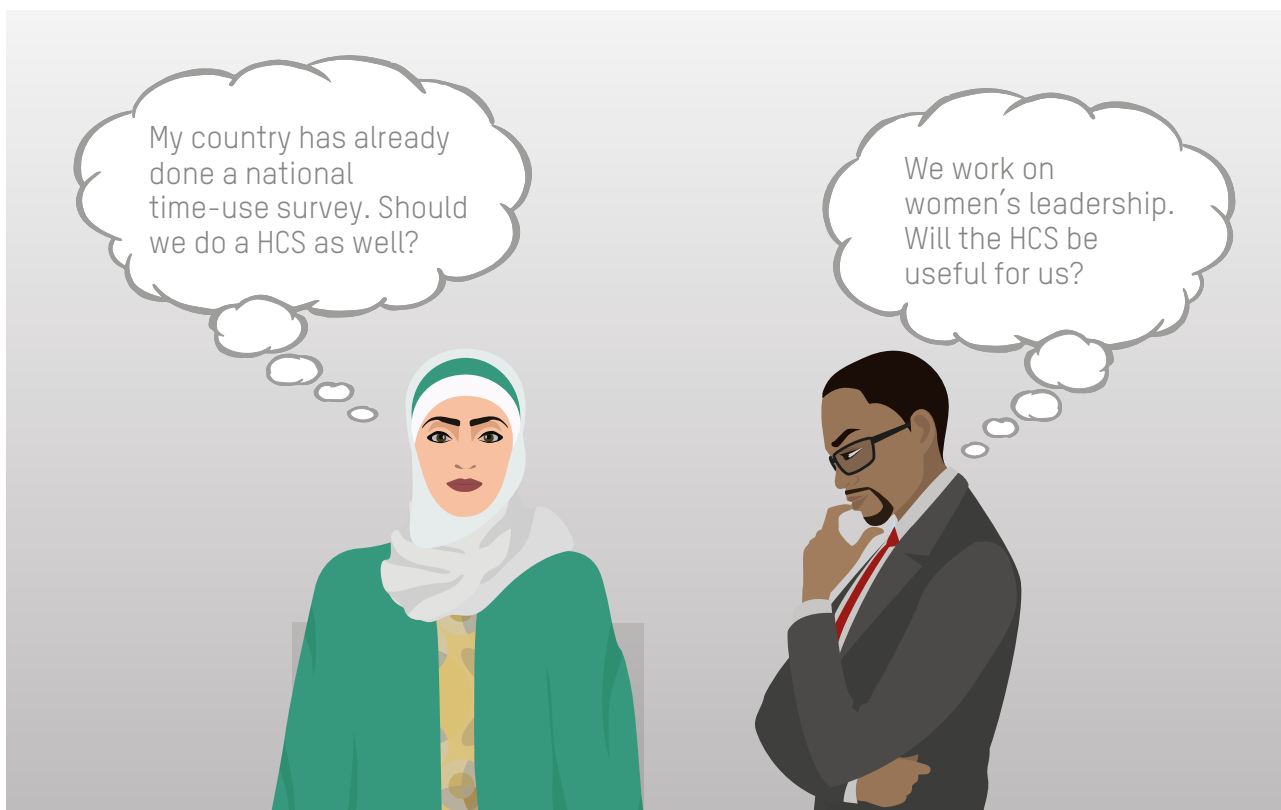 My country has already
done a national
time-use survey. Should
we do a HCS as well?
We work on
women's leadership.
Will the HCS be
useful for us?